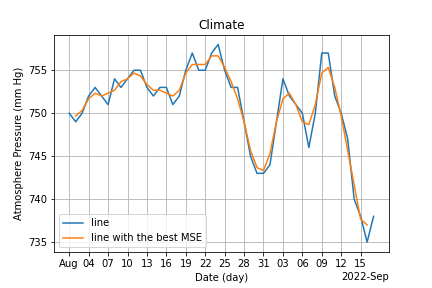 Climate
Atmosphere Pressure (mm Hg)
755
750
745
740
735
line
line with the best MSE
Aug 04 07 10 13 16 19 22 25 28 31 03 06 09 12 15
Date (day)
2022-Sep